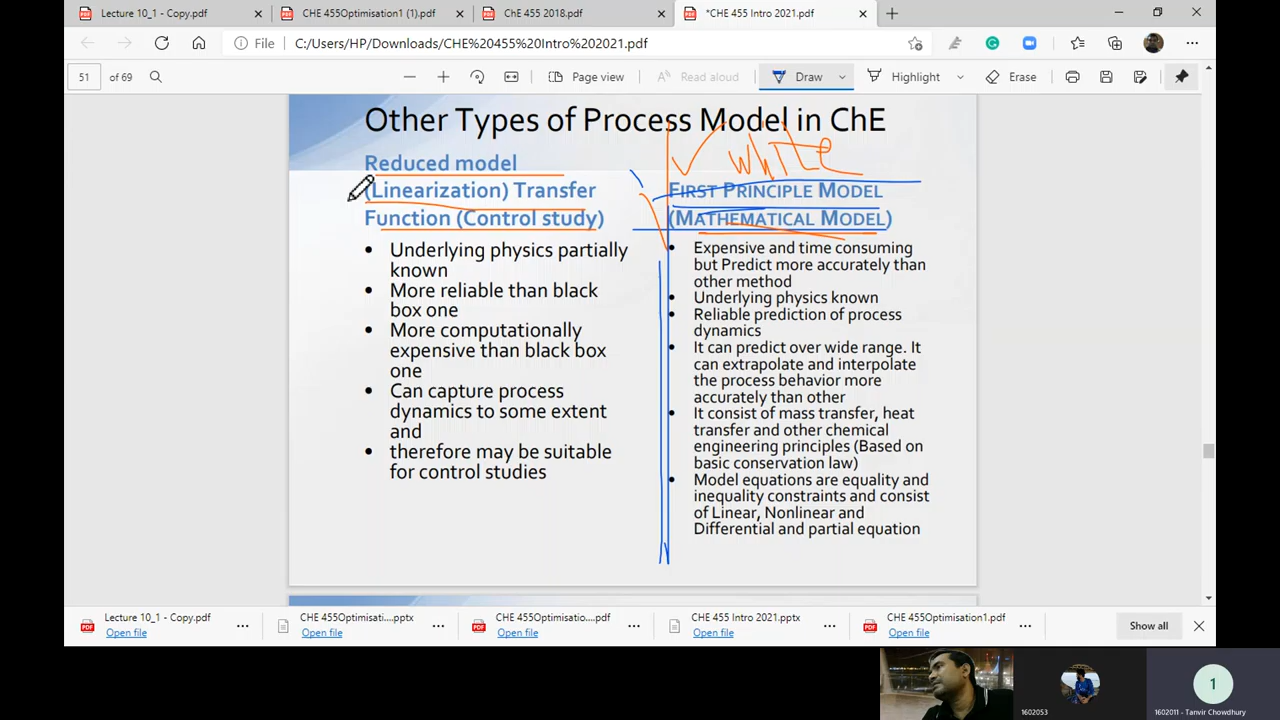 Lecture 10_1 - Copy.pdf
CHE 455Optimisation1 (1).pdf
ChE 455 2018.pdf
*CHE 455 Intro 2021.pdf
File
C:/Users/HP/Downloads/CHE%20455%20Intro%202021.pdf
51 of 69
Page view
Read aloud
Draw
Highlight
Erase
Other Types of Process Model in ChE
white
Reduced model
(Linearization) Transfer
Function (Control study)
• Underlying physics partially
known
• More reliable than black
box one
• More computationally
expensive than black box
one
• Can capture process
dynamics to some extent
and
• therefore may be suitable
for control studies
FIRST PRINCIPLE MODEL
(MATHEMATICAL MODEL)
• Expensive and time consuming
but Predict more accurately than
other method
• Underlying physics known
• Reliable prediction of process
dynamics
• It can predict over wide range. It
can extrapolate and interpolate
the process behavior more
accurately than other
• It consist of mass transfer, heat
transfer and other chemical
engineering principles (Based on
basic conservation law)
• Model equations are equality and
inequality constraints and consist
of Linear, Nonlinear and
Differential and partial equation
Lecture 10_1 - Copy.pdf
Open file
CHE 455Optimisati....pptx
Open file
CHE 455Optimisatio....pdf
Open file
CHE 455 Intro 2021.pptx
Open file
CHE 455Optimisation1.pdf
Open file
Show all
1602053
1
1602011 - Tanvir Chowdhury